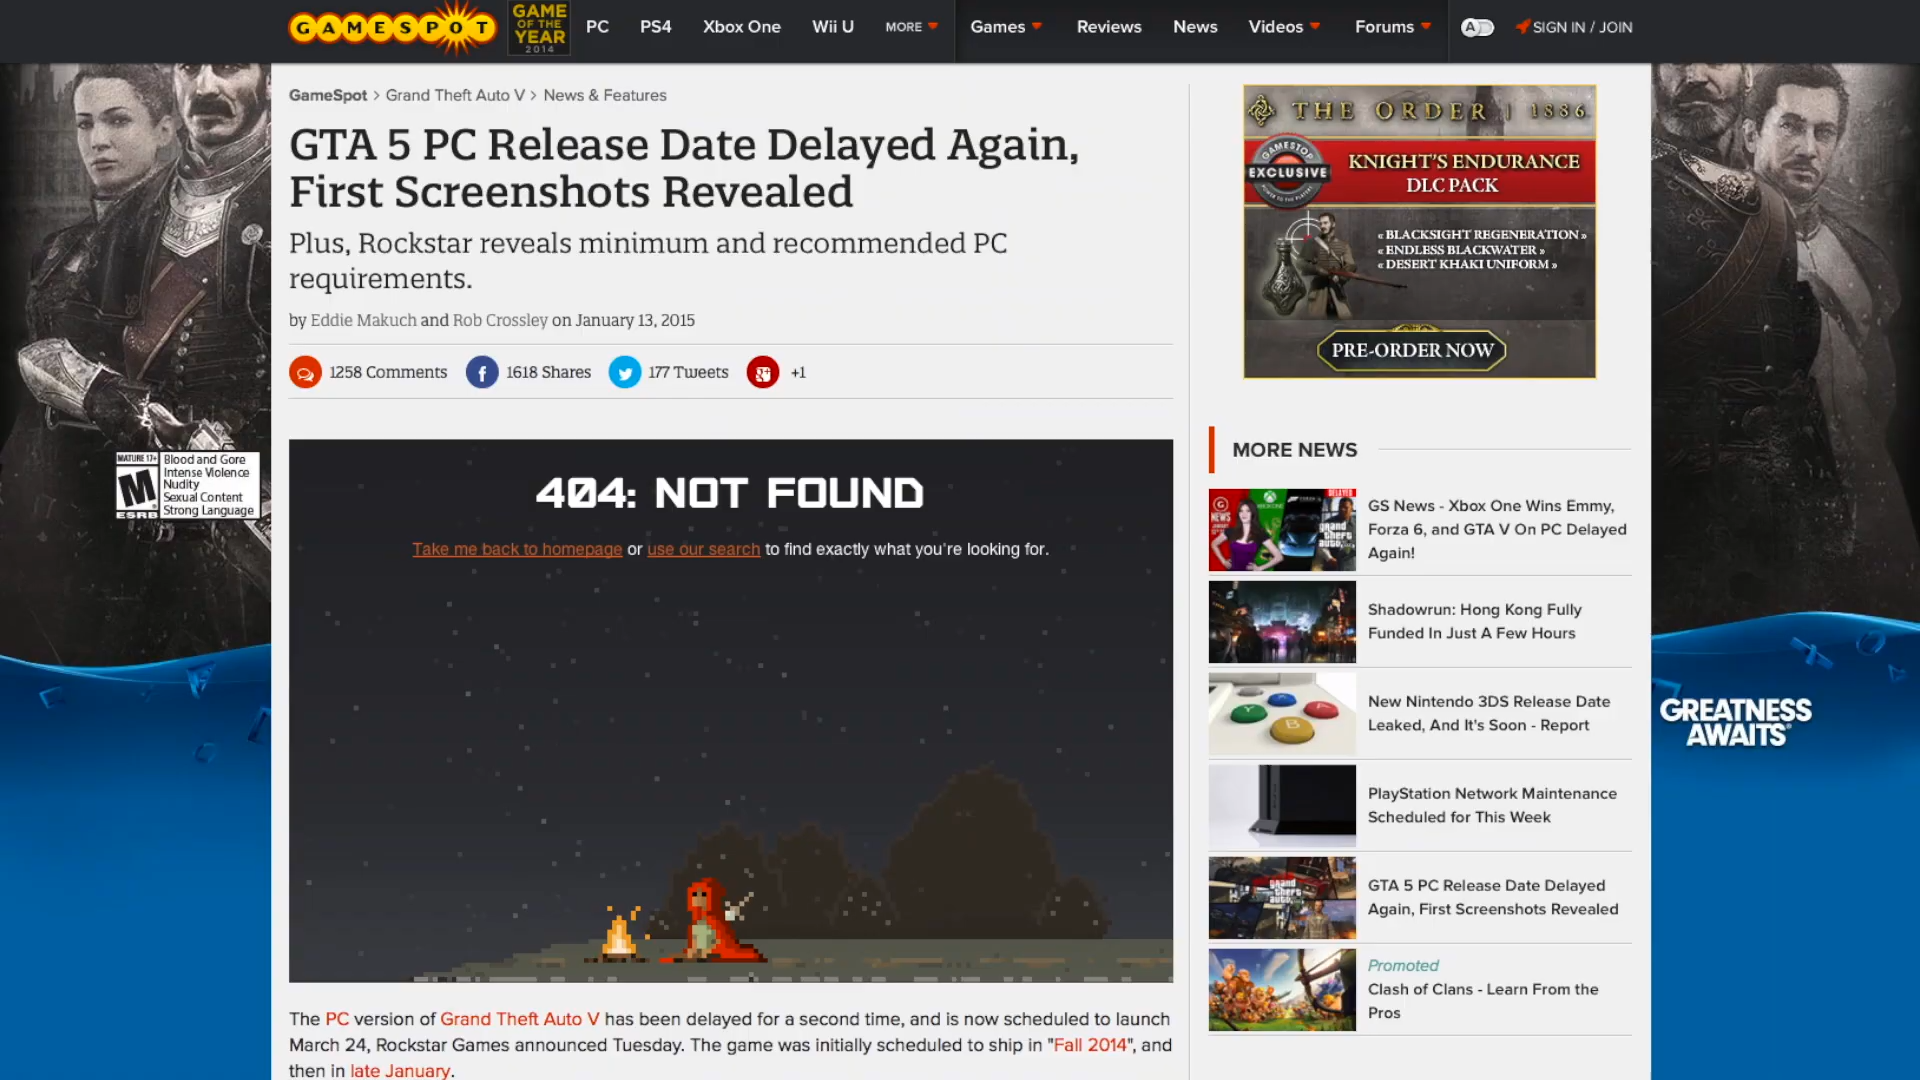 GAMESPOT
GAME
OF THE
YEAR
2014
PC PS4 Xbox One Wii U MORE Games Reviews News Videos Forums SIGN IN / JOIN
GameSpot > Grand Theft Auto V > News & Features
GTA 5 PC Release Date Delayed Again,
First Screenshots Revealed
Plus, Rockstar reveals minimum and recommended PC
requirements.
by Eddie Makuch and Rob Crossley on January 13, 2015
1258 Comments 1618 Shares 177 Tweets +1
404: NOT FOUND
Take me back to homepage or use our search to find exactly what you're looking for.
The PC version of Grand Theft Auto V has been delayed for a second time, and is now scheduled to launch
March 24, Rockstar Games announced Tuesday. The game was initially scheduled to ship in "Fall 2014", and
then in late January.
THE ORDER | 1886
GAMESTOP
EXCLUSIVE
POWER TO THE PLAYERS
KNIGHT'S ENDURANCE
DLC PACK
« BLACKSIGHT REGENERATION »
« ENDLESS BLACKWATER »
« DESERT KHAKI UNIFORM »
PRE-ORDER NOW
MORE NEWS
GS News - Xbox One Wins Emmy,
Forza 6, and GTA V On PC Delayed
Again!
Shadowrun: Hong Kong Fully
Funded In Just A Few Hours
New Nintendo 3DS Release Date
Leaked, And It's Soon - Report
PlayStation Network Maintenance
Scheduled for This Week
GTA 5 PC Release Date Delayed
Again, First Screenshots Revealed
Promoted
Clash of Clans - Learn From the
Pros
MATURE 17+
M
ESRB
Blood and Gore
Intense Violence
Nudity
Sexual Content
Strong Language
GREATNESS
AWAITS